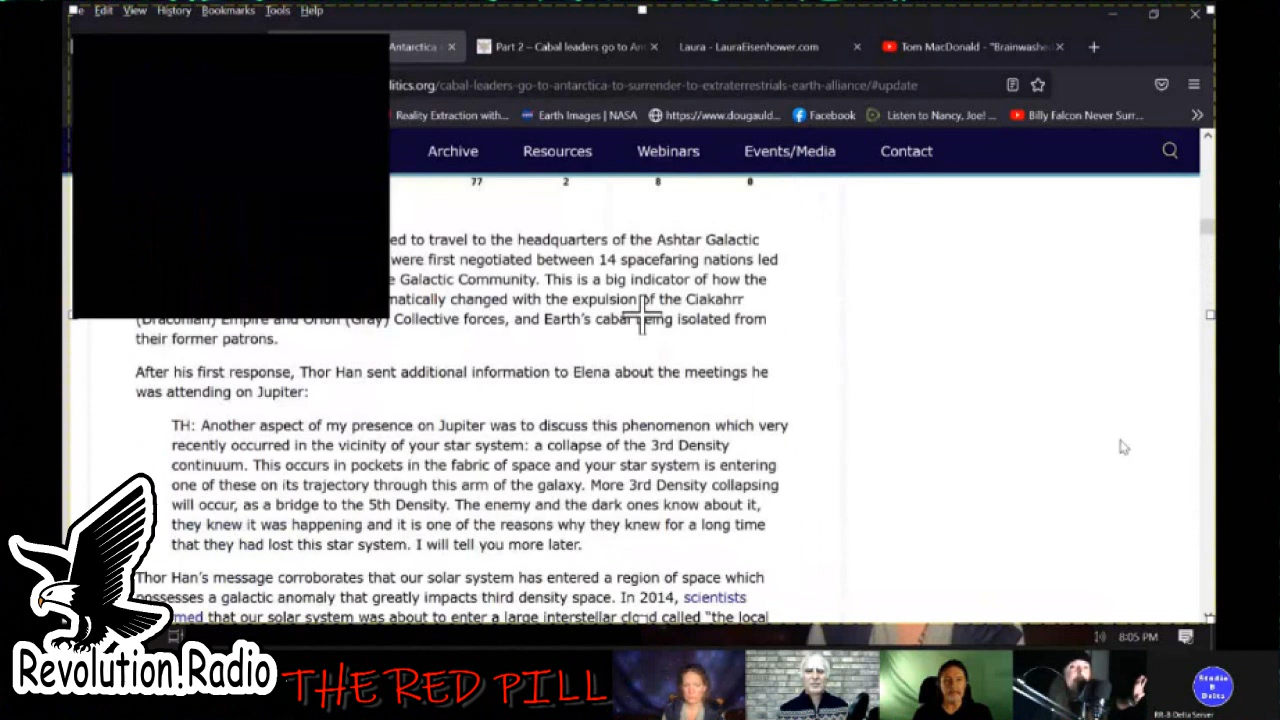 Edit View History Bookmarks Tools Help
Antarctica
Part 2 – Cabal leaders go to An
Laura - LauraEisenhower.com
Tom MacDonald - "Brainwashe
litics.org/cabal-leaders-go-to-antarctica-to-surrender-to-extraterrestrials-earth-alliance/#update
Reality Extraction with... Earth Images | NASA https://www.dougauld... Facebook Listen to Nancy, Joe! ... Billy Falcon Never Surr...
Archive Resources Webinars Events/Media Contact
77 2 8 0
ed to travel to the headquarters of the Ashtar Galactic
were first negotiated between 14 spacefaring nations led
e Galactic Community. This is a big indicator of how the
matically changed with the expulsion of the Ciakahrr
(Draconian) Empire and Orion (Gray) Collective forces, and Earth's cabal being isolated from
their former patrons.
After his first response, Thor Han sent additional information to Elena about the meetings he
was attending on Jupiter:
TH: Another aspect of my presence on Jupiter was to discuss this phenomenon which very
recently occurred in the vicinity of your star system: a collapse of the 3rd Density
continuum. This occurs in pockets in the fabric of space and your star system is entering
one of these on its trajectory through this arm of the galaxy. More 3rd Density collapsing
will occur, as a bridge to the 5th Density. The enemy and the dark ones know about it,
they knew it was happening and it is one of the reasons why they knew for a long time
that they had lost this star system. I will tell you more later.
Thor Han's message corroborates that our solar system has entered a region of space which
possesses a galactic anomaly that greatly impacts third density space. In 2014, scientists
med that our solar system was about to enter a large interstellar cloud called "the local
8:05 PM
Revolution.Radio
THE RED PILL
Studio
B
Delta
RR-B-Delta Server